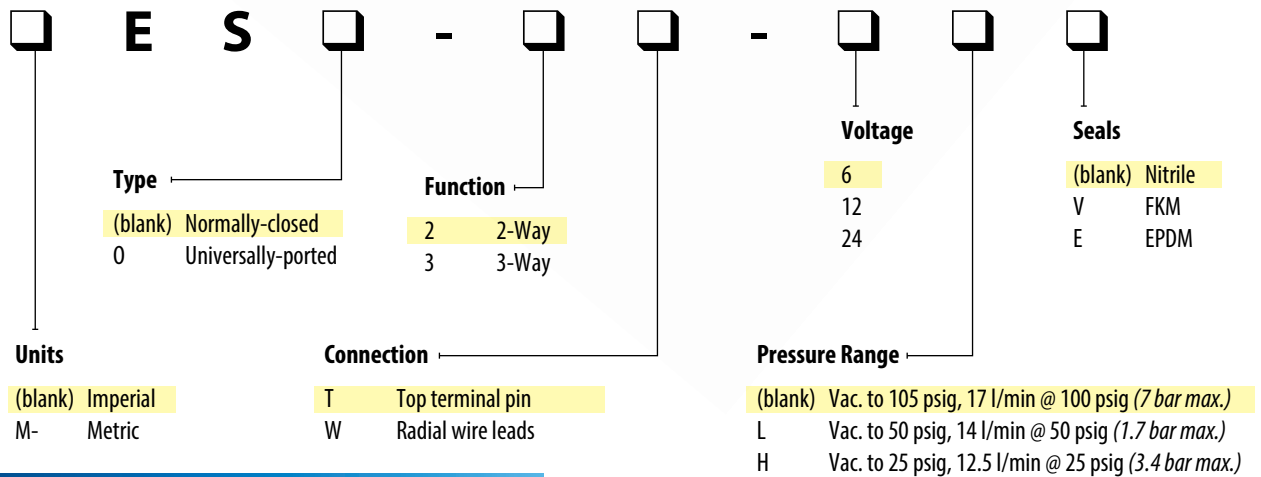 E S - -
Voltage
6
12
24
Seals
(blank) Nitrile
V FKM
E EPDM
Type
(blank) Normally-closed
O Universally-ported
Function
2 2-Way
3 3-Way
Units
(blank) Imperial
M- Metric
Connection
T Top terminal pin
W Radial wire leads
Pressure Range
(blank) Vac. to 105 psig, 17 l/min @ 100 psig (7 bar max.)
L Vac. to 50 psig, 14 l/min @ 50 psig (1.7 bar max.)
H Vac. to 25 psig, 12.5 l/min @ 25 psig (3.4 bar max.)